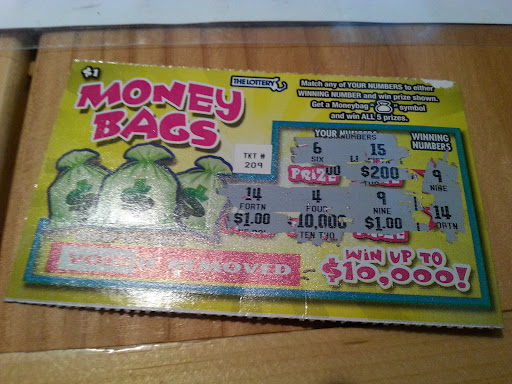 $1
THE LOTTERY
MONEY
BAGS
Match any of YOUR NUMBERS to either
WINNING NUMBER and win prize shown.
Get a Moneybag " " symbol
and win ALL 5 prizes.
TKT #
209
YOUR NUMBERS
WINNING
NUMBERS
6
SIX
PRIZE
15
$200
9
NINE
14
FORTN
$1.00
4
FOUR
10,000
TEN THO
9
NINE
$1.00
14
FORTN
REMOVED
WIN UP TO
$10,000!